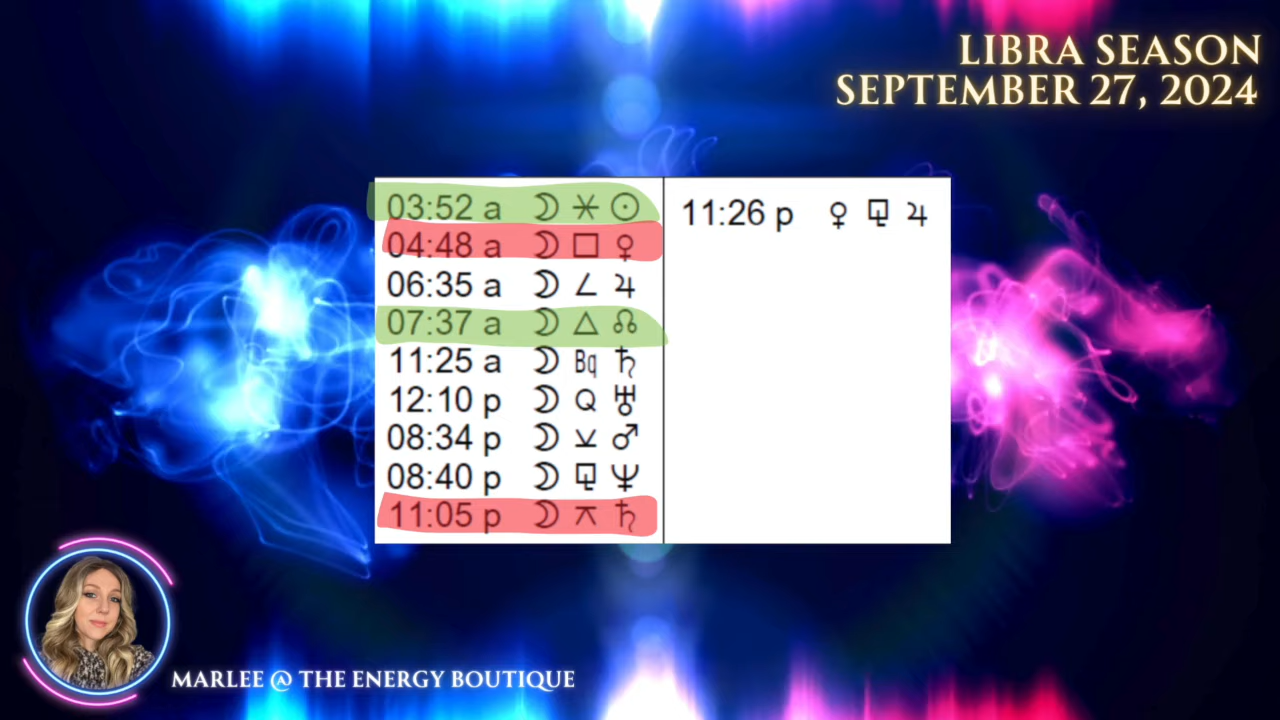 LIBRA SEASON
SEPTEMBER 27, 2024
03:52 a ☽ ⚹ ☉
04:48 a ☽ □ ♀
06:35 a ☽ ∠ ♃
07:37 a ☽ △ ☊
11:25 a ☽ Bq ♄
12:10 p ☽ Q ♅
08:34 p ☽ ⚺ ♂
08:40 p ☽ ⚼ ♆
11:05 p ☽ ⚻ ♄
11:26 p ♀ ⚼ ♃
MARLEE @ THE ENERGY BOUTIQUE